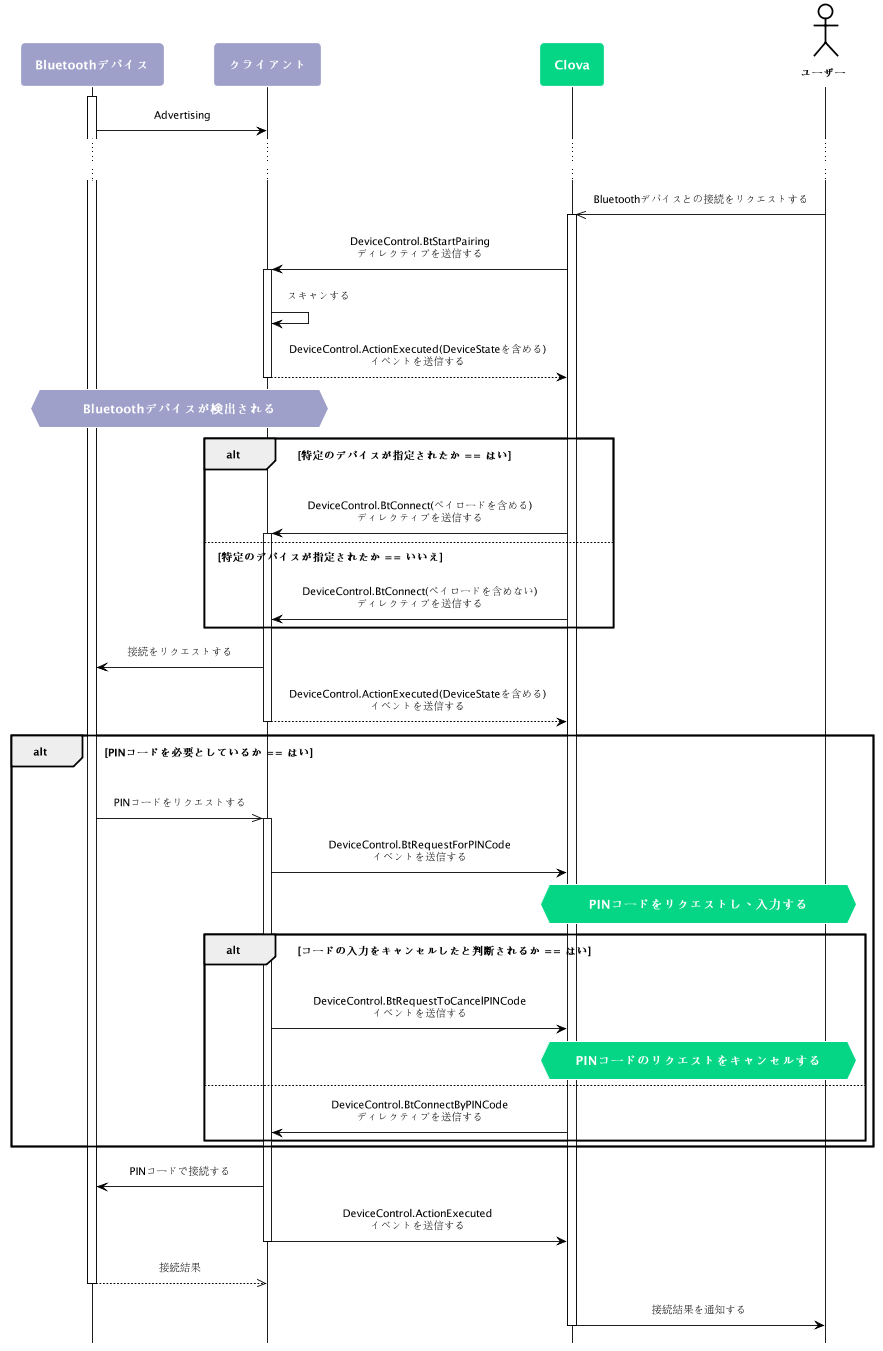 Bluetoothデバイス
クライアント
Clova
ユーザー
Advertising
Bluetoothデバイスとの接続をリクエストする
DeviceControl.BtStartPairing
ディレクティブを送信する
スキャンする
DeviceControl.ActionExecuted(DeviceStateを含める)
イベントを送信する
Bluetoothデバイスが検出される
alt
[特定のデバイスが指定されたか == はい]
DeviceControl.BtConnect(ペイロードを含める)
ディレクティブを送信する
[特定のデバイスが指定されたか == いいえ]
DeviceControl.BtConnect(ペイロードを含めない)
ディレクティブを送信する
接続をリクエストする
DeviceControl.ActionExecuted(DeviceStateを含める)
イベントを送信する
alt
[PINコードを必要としているか == はい]
PINコードをリクエストする
DeviceControl.BtRequestForPINCode
イベントを送信する
PINコードをリクエストし、入力する
alt
[コードの入力をキャンセルしたと判断されるか == はい]
DeviceControl.BtRequestToCancelPINCode
イベントを送信する
PINコードのリクエストをキャンセルする
DeviceControl.BtConnectByPINCode
ディレクティブを送信する
PINコードで接続する
DeviceControl.ActionExecuted
イベントを送信する
接続結果
接続結果を通知する